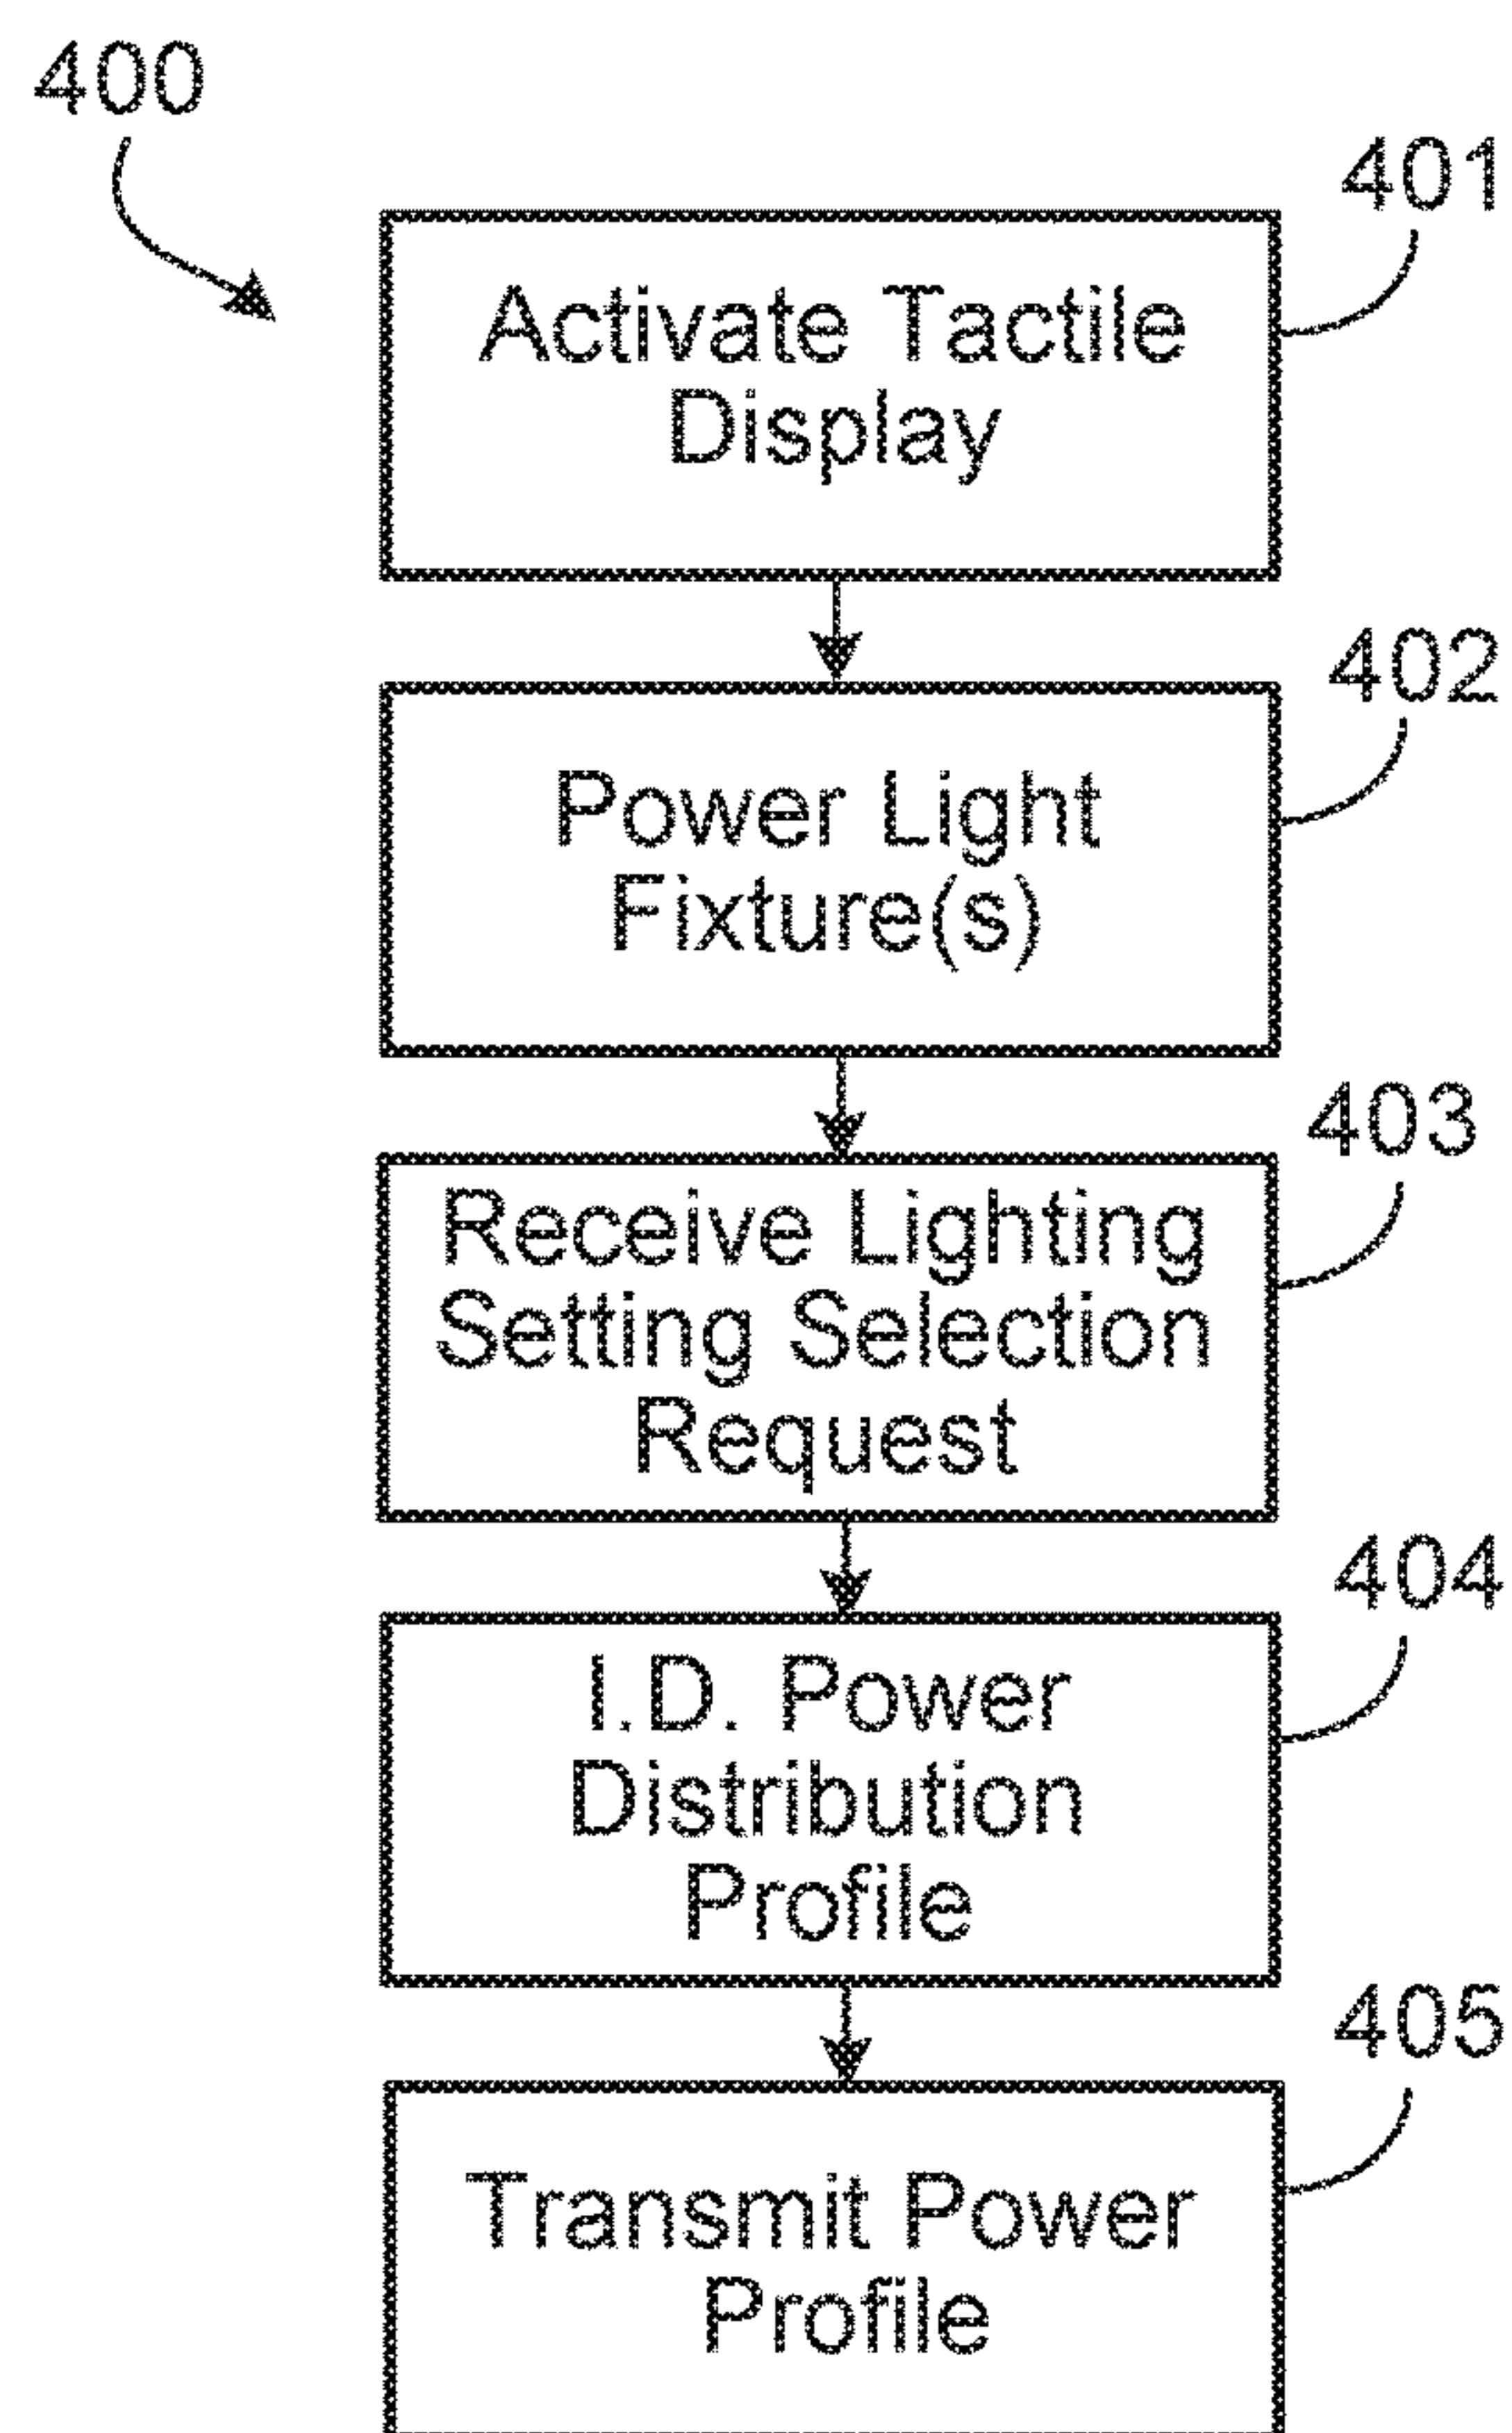 400
401
Activate Tactile
Display
402
Power Light
Fixture(s)
403
Receive Lighting
Setting Selection
Request
404
I.D. Power
Distribution
Profile
405
Transmit Power
Profile